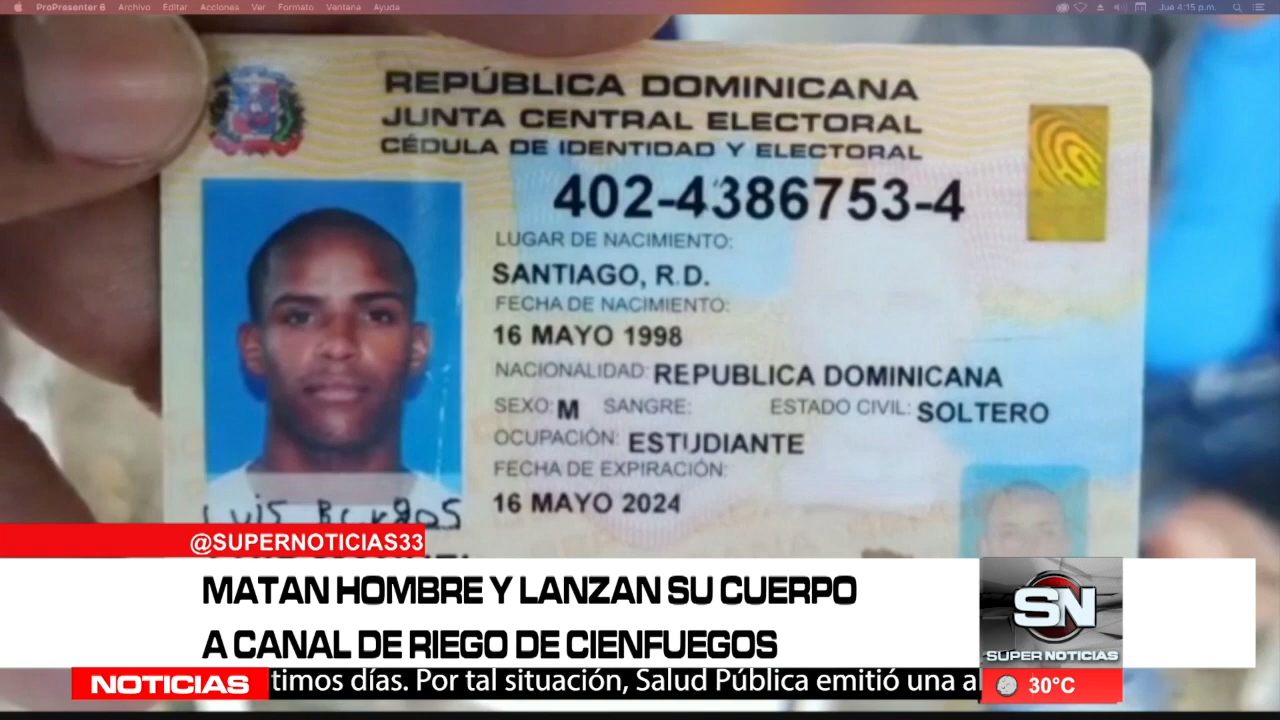 ProPresenter 6 Archivo Editar Acciones Ver Formato Ventana Ayuda
Jue 4:15 p.m.
REPÚBLICA DOMINICANA
JUNTA CENTRAL ELECTORAL
CÉDULA DE IDENTIDAD Y ELECTORAL
402-4386753-4
LUGAR DE NACIMIENTO:
SANTIAGO, R.D.
FECHA DE NACIMIENTO:
16 MAYO 1998
NACIONALIDAD: REPUBLICA DOMINICANA
SEXO: M SANGRE: ESTADO CIVIL: SOLTERO
OCUPACIÓN: ESTUDIANTE
FECHA DE EXPIRACIÓN:
16 MAYO 2024
Luis Burgos
@SUPERNOTICIAS33
MATAN HOMBRE Y LANZAN SU CUERPO
A CANAL DE RIEGO DE CIENFUEGOS
SN
SUPER NOTICIAS
NOTICIAS
timos días. Por tal situación, Salud Pública emitió una al
30°C